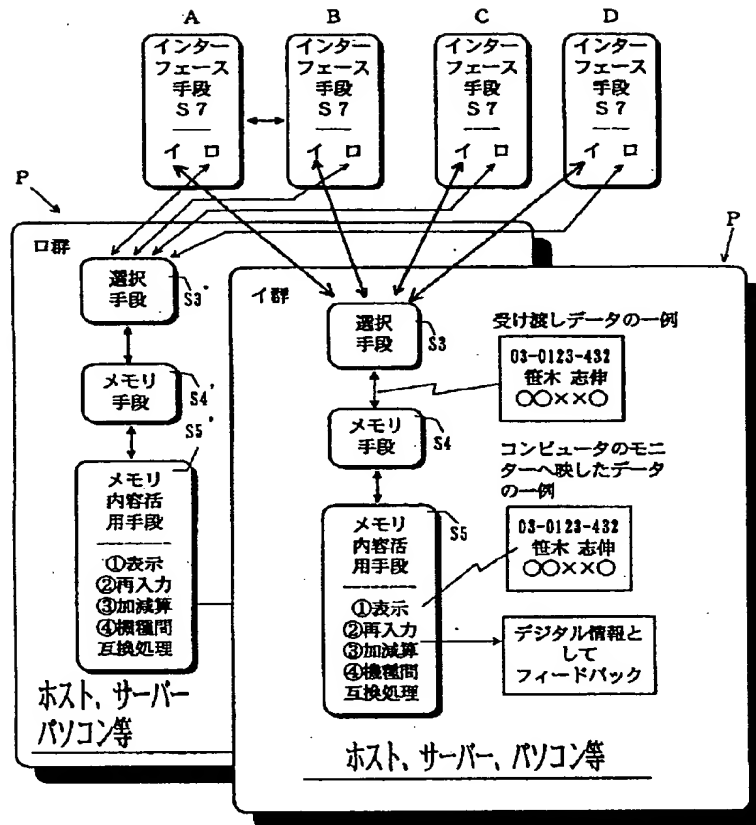 A B C D
インター
フェース
手段
S7
イ ロ
インター
フェース
手段
S7
イ ロ
インター
フェース
手段
S7
イ ロ
インター
フェース
手段
S7
イ ロ
P
P
ロ群
選択
手段
S3'
メモリ
手段
S4'
S5'
メモリ
内容活
用手段
①表示
②再入力
③加減算
④機種間
互換処理
ホスト、サーバー
パソコン等
イ群
選択
手段
S3
メモリ
手段
S4
メモリ
内容活
用手段
S5
①表示
②再入力
③加減算
④機種間
互換処理
受け渡しデータの一例
03-0123-432
笹木 志伸
○○××○
コンピュータのモニ
ターへ映したデータ
の一例
03-0123-432
笹木 志伸
○○××○
デジタル情報と
して
フィードバック
ホスト、サーバー、パソコン等